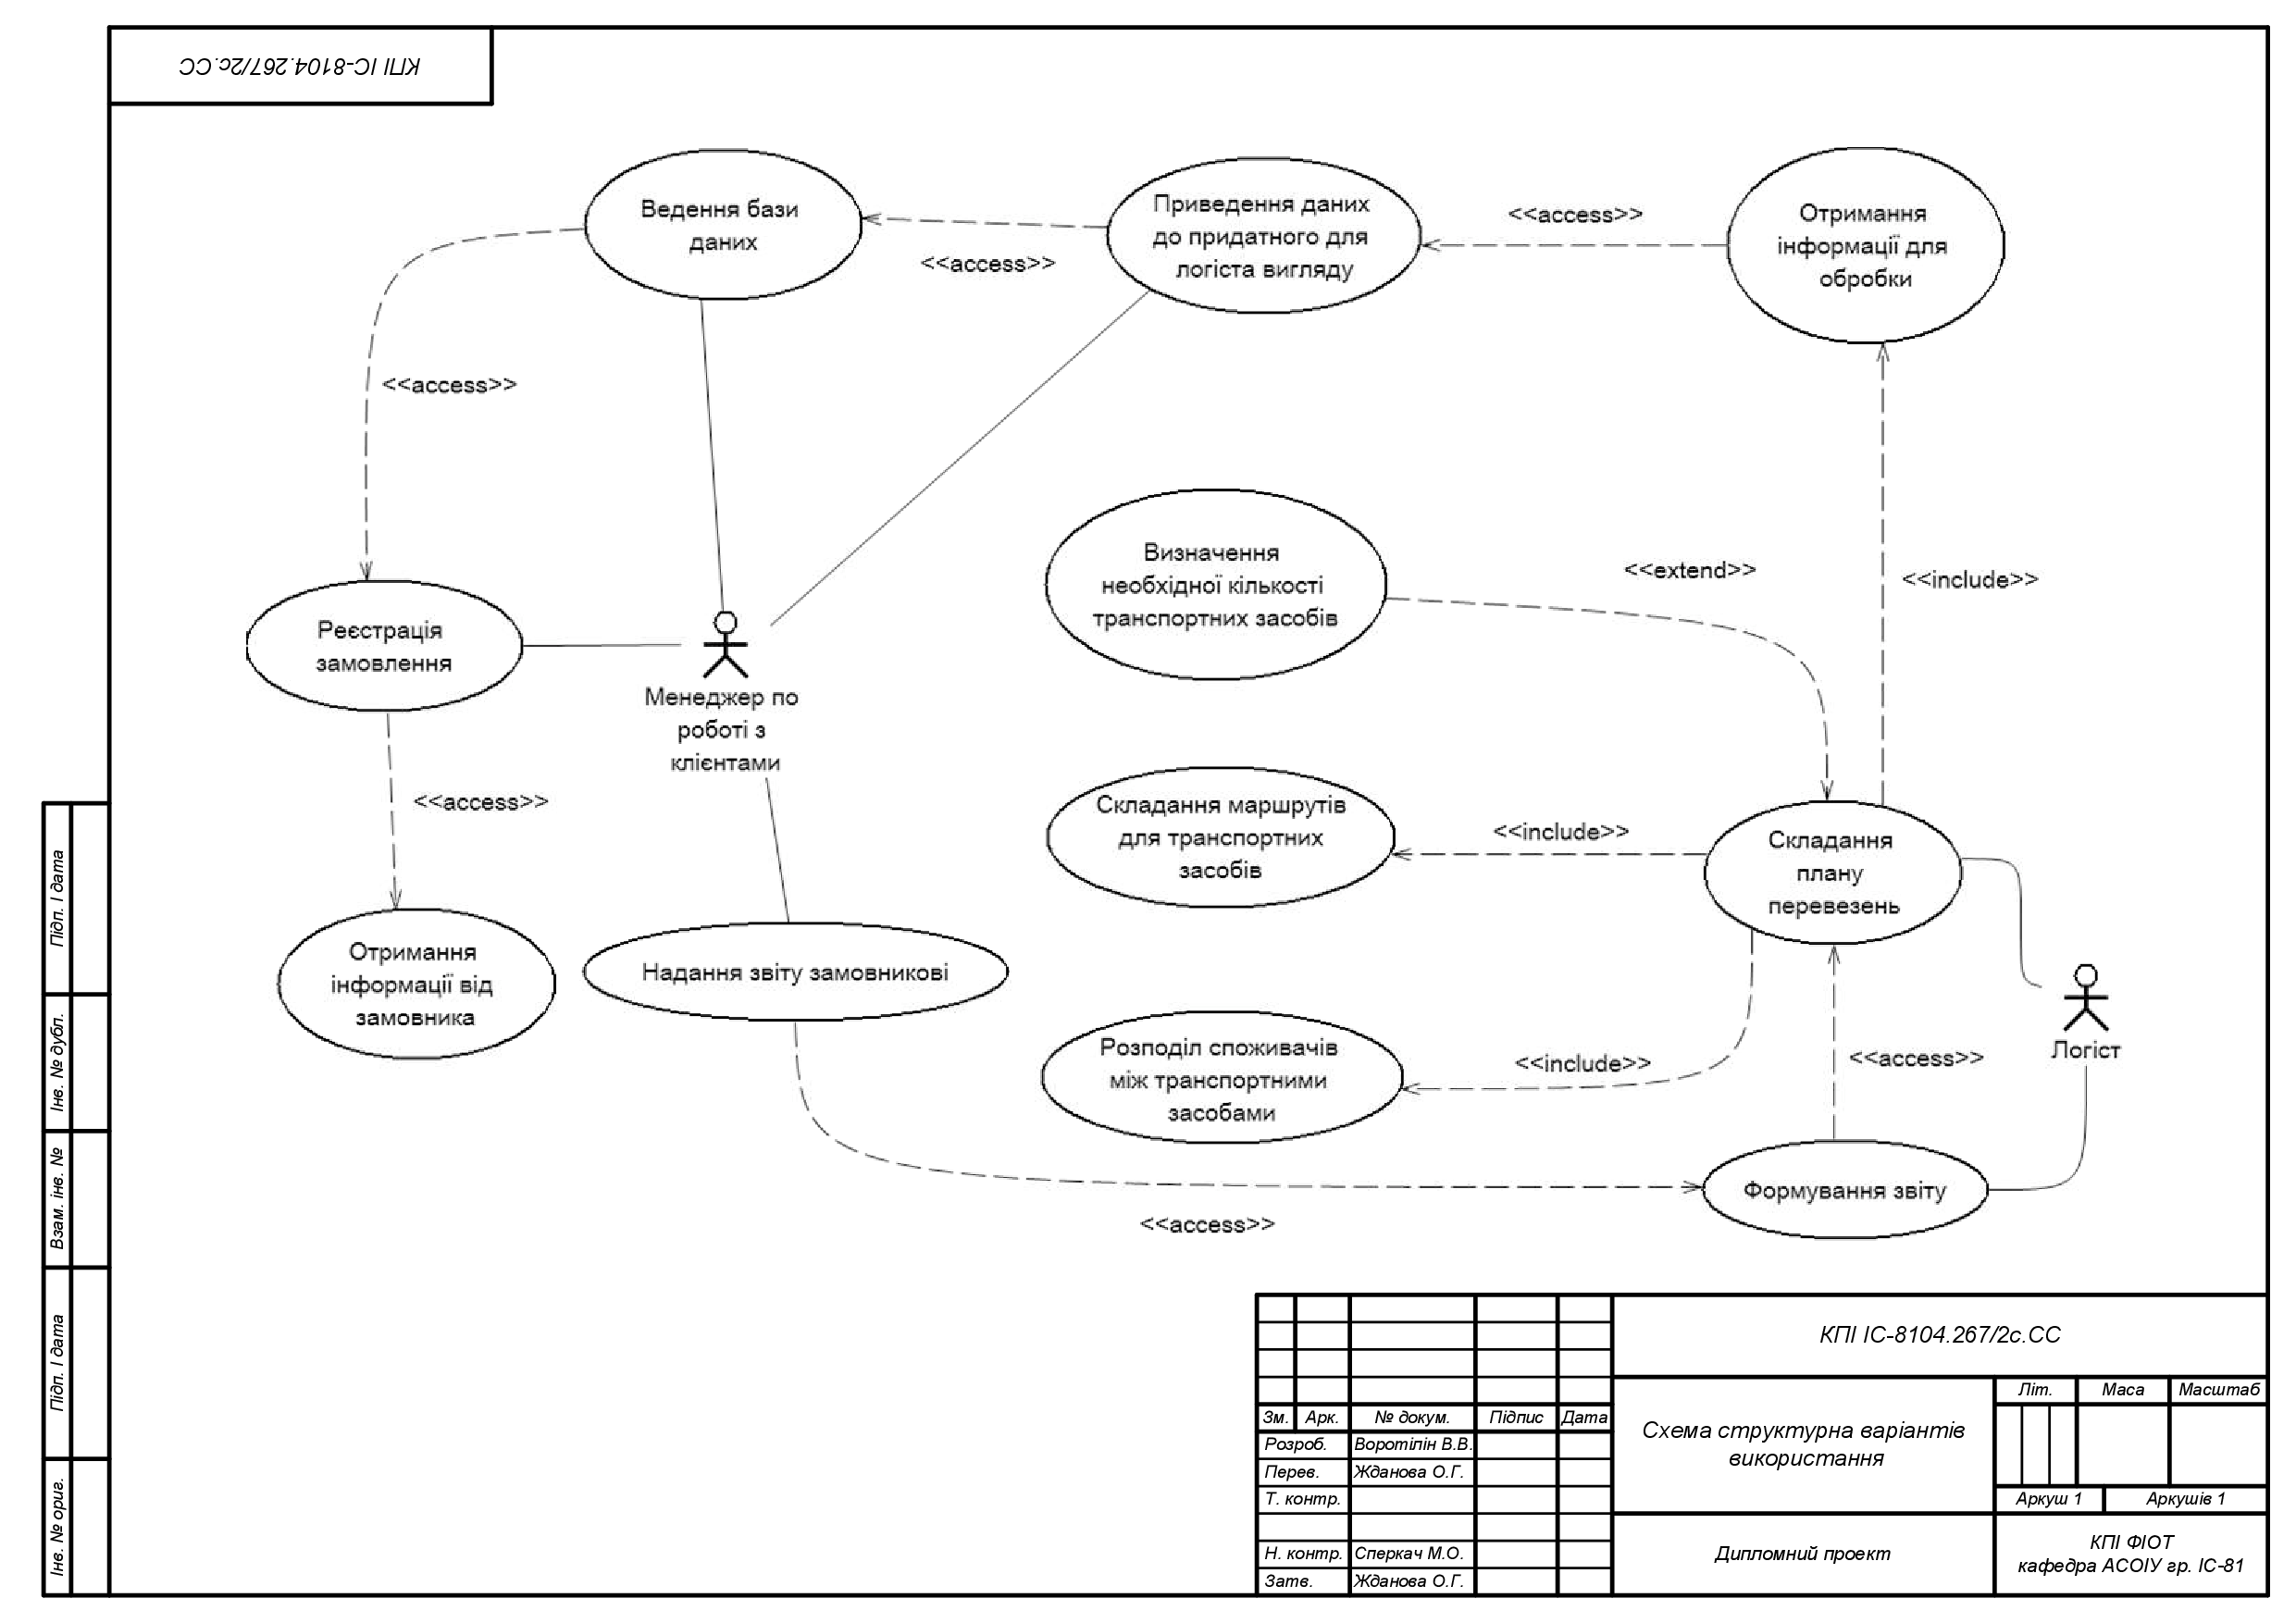 КПІ ІС-8104.267/2с.СС
Ведення бази
даних
Приведення даних
до придатного для
логіста вигляду
Отримання
інформації для
обробки
<<access>>
<<access>>
<<access>>
Визначення
необхідної кількості
транспортних засобів
<<extend>>
<<include>>
Реєстрація
замовлення
Менеджер по
роботі з
клієнтами
<<access>>
Складання маршрутів
для транспортних
засобів
<<include>>
Складання
плану
перевезень
Отримання
інформації від
замовника
Надання звіту замовникові
Розподіл споживачів
між транспортними
засобами
<<include>>
<<access>>
Логіст
Формування звіту
<<access>>
Підп. І дата
Інв. № дубл.
Взам. інв. №
Підп. І дата
Інв. № ориг.
КПІ ІС-8104.267/2с.СС
Літ. Маса Масштаб
Зм. Арк. № докум. Підпис Дата
Схема структурна варіантів
використання
Розроб. Воротілін В.В.
Перев. Жданова О.Г.
Т. контр.
Аркуш 1 Аркушів 1
Н. контр. Сперкач М.О.
Затв. Жданова О.Г.
Дипломний проект
КПІ ФІОТ
кафедра АСОІУ гр. ІС-81